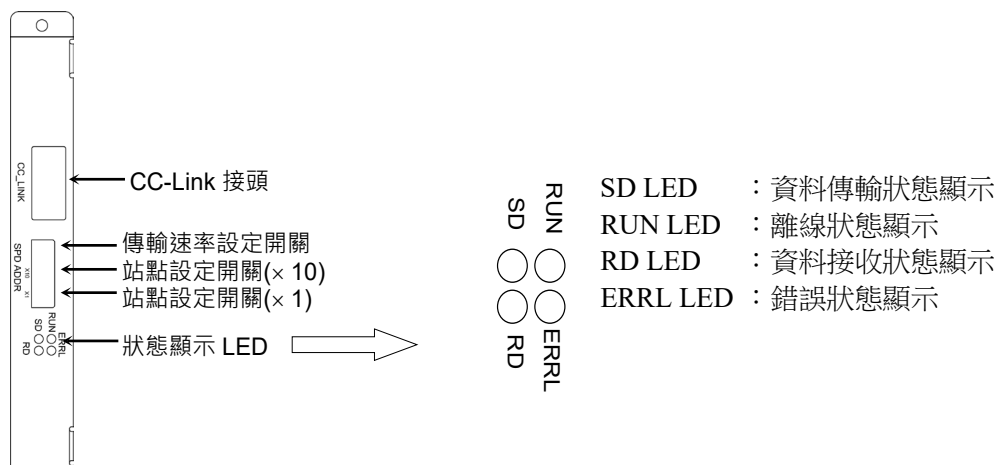 CC_LINK
CC-Link 接頭
SPD ADDR
X10
X1
傳輸速率設定開關
站點設定開關(× 10)
站點設定開關(× 1)
RUN
ERRL
SD
RD
狀態顯示 LED
SD
RUN
RD
ERRL
SD LED :資料傳輸狀態顯示
RUN LED :離線狀態顯示
RD LED :資料接收狀態顯示
ERRL LED :錯誤狀態顯示